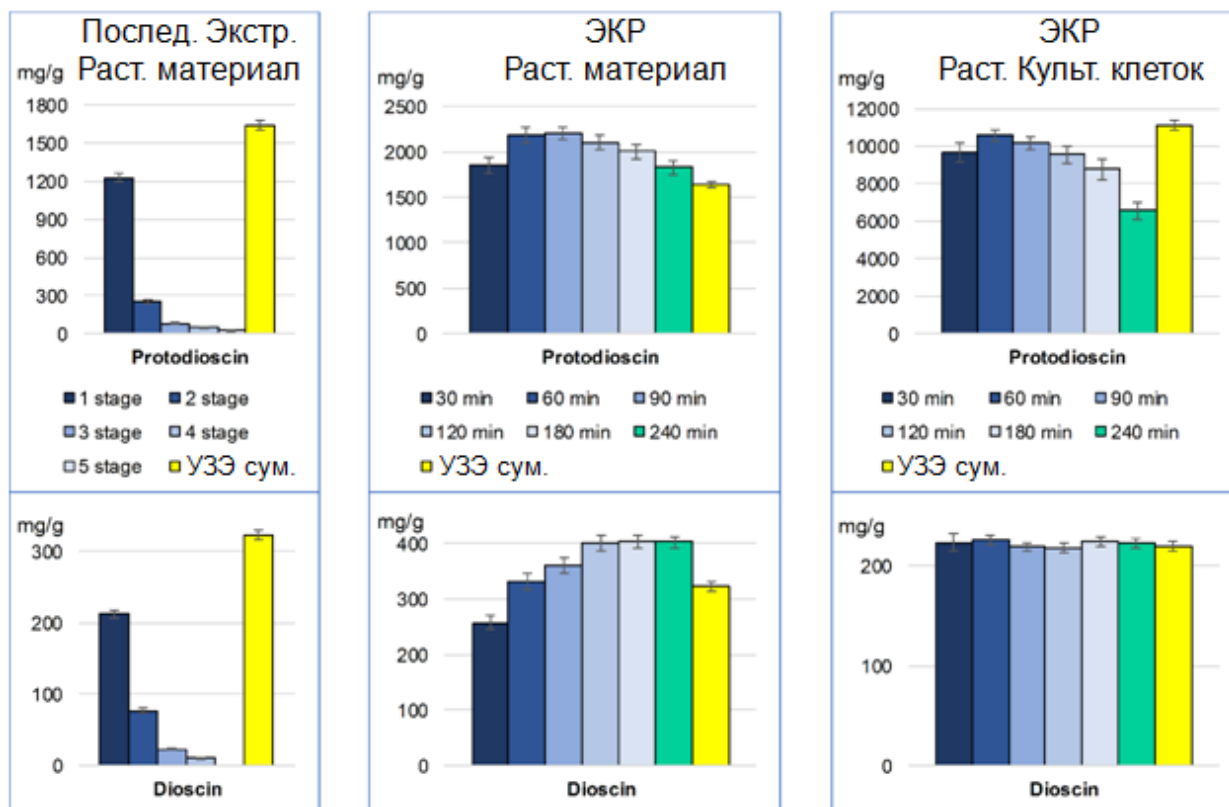 Послед. Экстр.
Раст. материал
mg/g
1800
1500
1200
900
600
300
0
Protodioscin
1 stage 2 stage
3 stage 4 stage
5 stage УЗЭ сум.
ЭКР
Раст. материал
mg/g
2500
2000
1500
1000
500
0
Protodioscin
30 min 60 min 90 min
120 min 180 min 240 min
УЗЭ сум.
ЭКР
Раст. Культ. клеток
mg/g
12000
10000
8000
6000
4000
2000
0
Protodioscin
30 min 60 min 90 min
120 min 180 min 240 min
УЗЭ сум.
mg/g
300
200
100
0
Dioscin
mg/g
400
300
200
100
0
Dioscin
mg/g
200
100
0
Dioscin